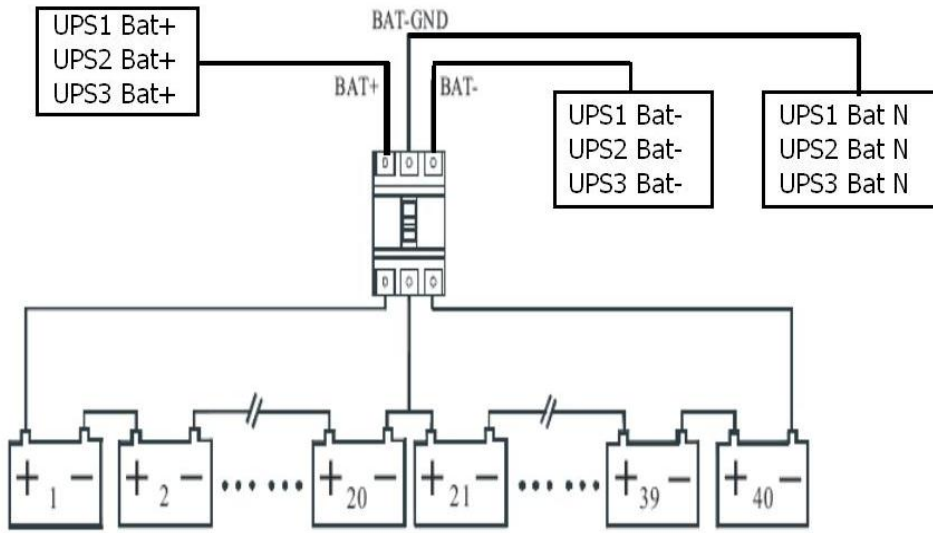 UPS1 Bat+
UPS2 Bat+
UPS3 Bat+
BAT-GND
BAT+
BAT-
UPS1 Bat-
UPS2 Bat-
UPS3 Bat-
UPS1 Bat N
UPS2 Bat N
UPS3 Bat N
+ − 1
+ − 2
+ − 20
+ − 21
+ − 39
+ − 40